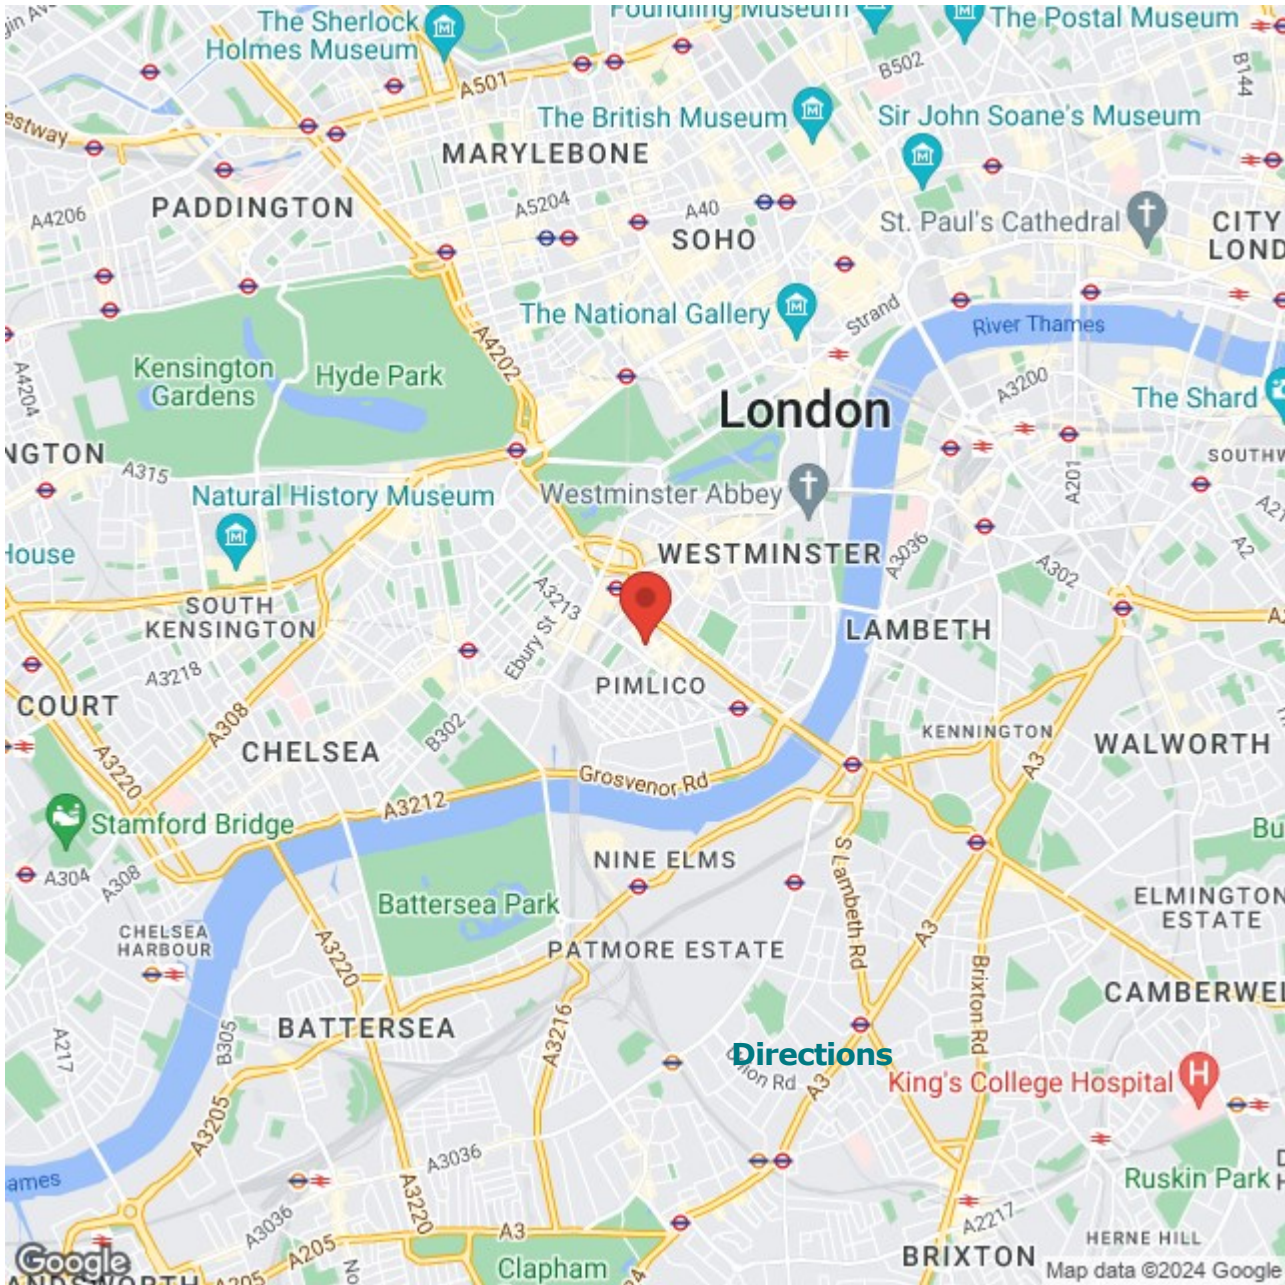 The Sherlock
Holmes Museum
Foundling Museum
The Postal Museum
A501
B502
B144
The British Museum
Sir John Soane's Museum
MARYLEBONE
PADDINGTON
A4206
A5204
A40
SOHO
St. Paul's Cathedral
CITY
LOND
The National Gallery
Strand
River Thames
A4202
Kensington
Gardens
Hyde Park
A4204
A3200
The Shard
London
NGTON
A315
A201
SOUTHW
Natural History Museum
Westminster Abbey
House
WESTMINSTER
A3036
A2
A302
SOUTH
KENSINGTON
A3213
Ebury St
LAMBETH
A3218
PIMLICO
COURT
A308
B302
CHELSEA
KENNINGTON
WALWORTH
A3
A3220
Grosvenor Rd
A3212
Stamford Bridge
A304
A308
NINE ELMS
S Lambeth Rd
Battersea Park
ELMINGTON
ESTATE
CHELSEA
HARBOUR
A3220
PATMORE ESTATE
A3
Brixton Rd
CAMBERWEL
A217
B305
BATTERSEA
A3216
Directions
A3
King's College Hospital
A3205
A3036
Ruskin Park
A3220
A3036
A3
A2217
HERNE HILL
A205
Clapham
BRIXTON
Google
A205
Map data ©2024 Google